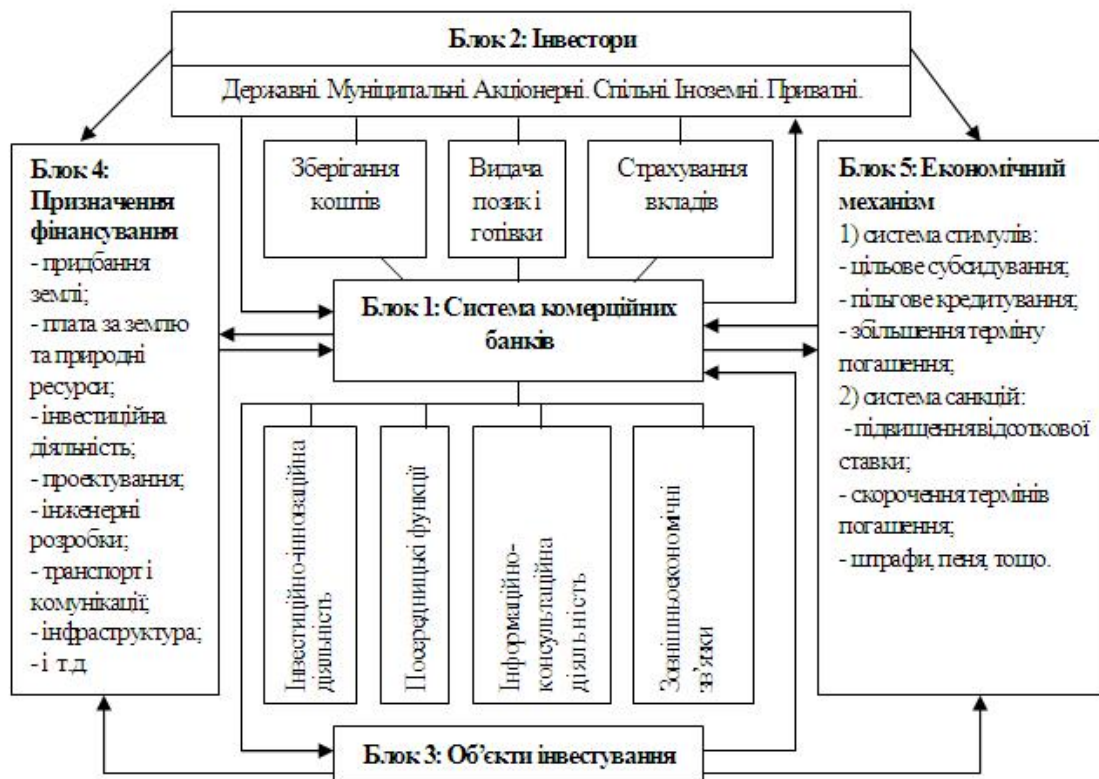 Блок 2: Інвестори
Державні. Муніципальні. Акціонерні. Спільні. Іноземні. Приватні.
Зберігання
коштів
Видача
позик і
готівки
Страхування
вкладів
Блок 4:
Призначення
фінансування
- придбання
землі;
- плата за землю
та природні
ресурси;
- інвестиційна
діяльність;
- проектування;
- інженерні
розробки;
- транспорт і
комунікації;
- інфраструктура;
- і т.д.
Блок 1: Система комерційних
банків
Блок 5: Економічний
механізм
1) система стимулів:
- цільове субсидування;
- пільгове кредитування;
- збільшення терміну
погашення;
2) система санкцій:
- підвищення відсоткової
ставки;
- скорочення термінів
погашення;
- штрафи, пеня, тощо.
Інвестиційно-інноваційна
діяльність
Посередницькі функції
Інформаційно-
консультаційна
діяльність
Зовнішньоекономічні
зв’язки
Блок 3: Об’єкти інвестування